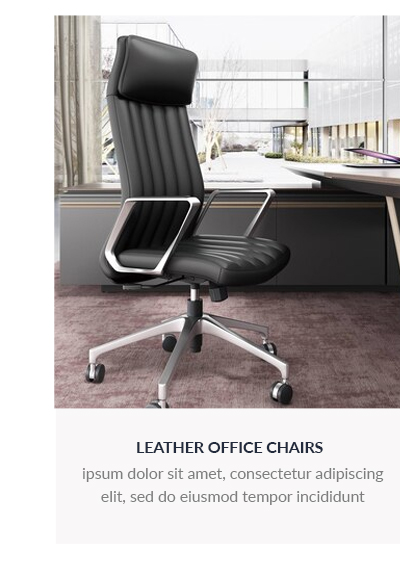 LEATHER OFFICE CHAIRS
ipsum dolor sit amet, consectetur adipiscing
elit, sed do eiusmod tempor incididunt